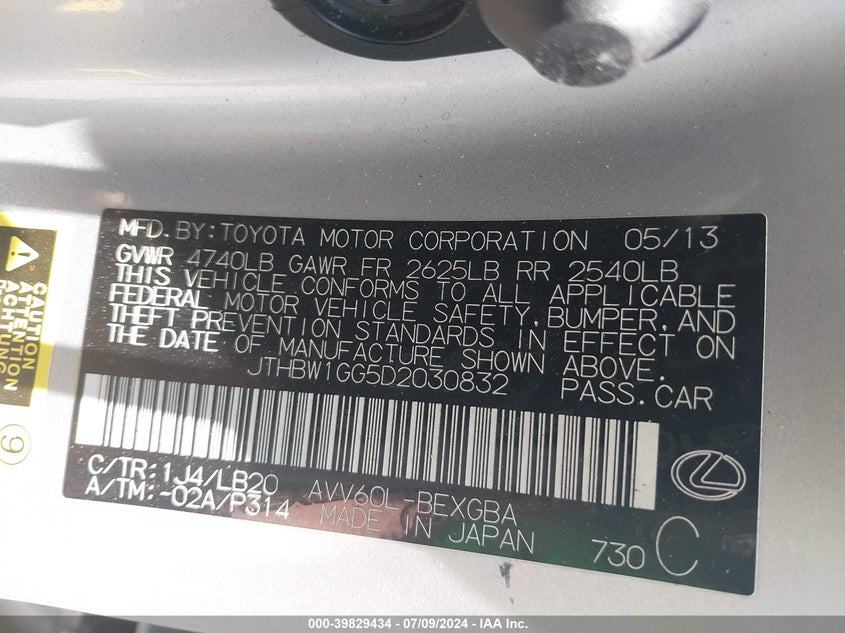 MFD. BY: TOYOTA MOTOR CORPORATION 05/13
GVWR 4740LB GAWR FR 2625LB RR 2540LB
THIS VEHICLE CONFORMS TO ALL APPLICABLE
FEDERAL MOTOR VEHICLE SAFETY, BUMPER, AND
THEFT PREVENTION STANDARDS IN EFFECT ON
THE DATE OF MANUFACTURE SHOWN ABOVE.
JTHBW1GG5D2030832 PASS.CAR
C/TR: 1J4/LB20 AVV60L-BEXGBA
A/TM: -02A/P314 MADE IN JAPAN
730 C
CAUTION
ATTENTION
ACHTUNG
9
000-39829434 - 07/09/2024 - IAA Inc.